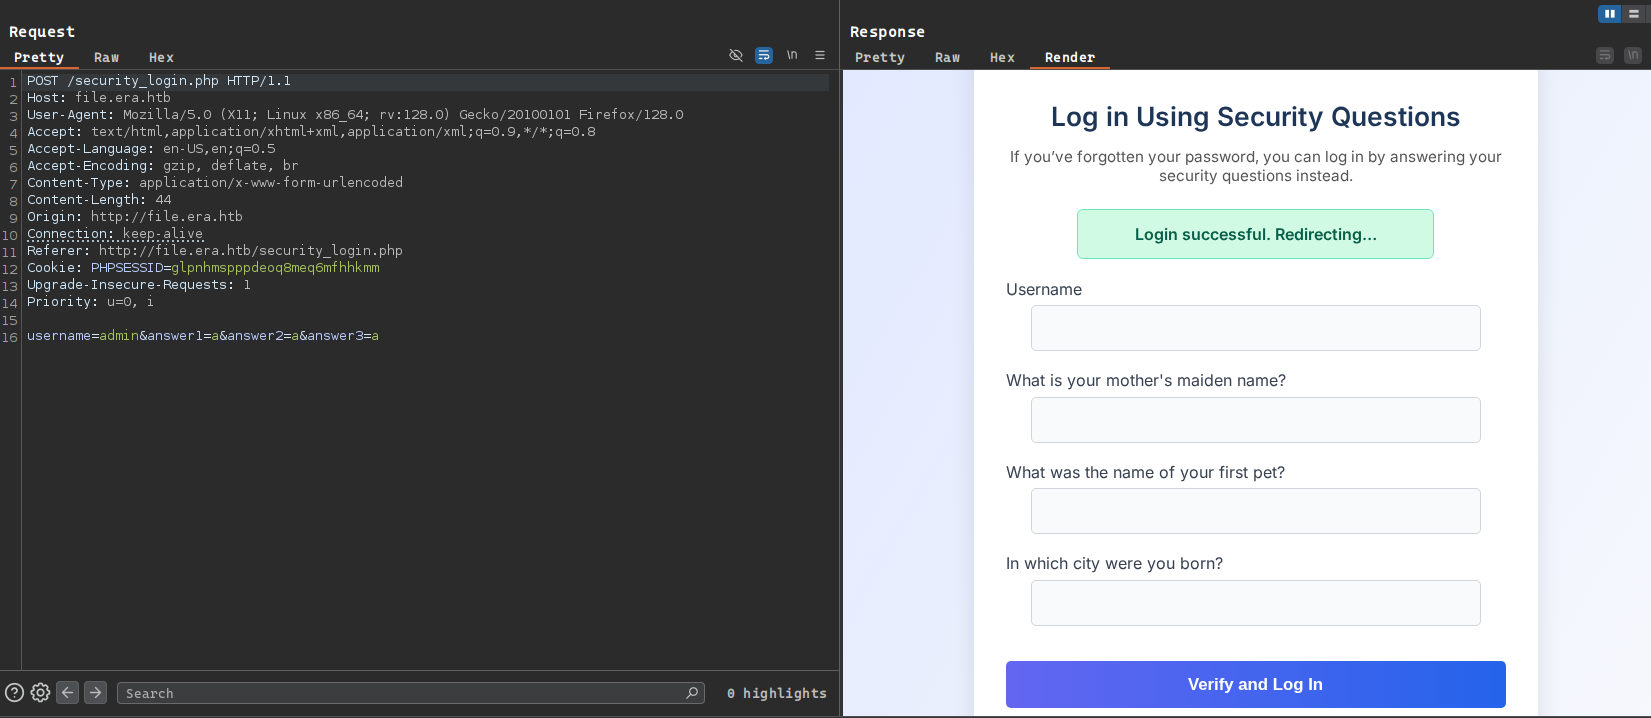 Request
Pretty Raw Hex
\n
1 POST /security_login.php HTTP/1.1
2 Host: file.era.htb
3 User-Agent: Mozilla/5.0 (X11; Linux x86_64; rv:128.0) Gecko/20100101 Firefox/128.0
4 Accept: text/html,application/xhtml+xml,application/xml;q=0.9,*/*;q=0.8
5 Accept-Language: en-US,en;q=0.5
6 Accept-Encoding: gzip, deflate, br
7 Content-Type: application/x-www-form-urlencoded
8 Content-Length: 44
9 Origin: http://file.era.htb
10 Connection: keep-alive
11 Referer: http://file.era.htb/security_login.php
12 Cookie: PHPSESSID=glpnhmspppdeoq8meq6mfhhkmm
13 Upgrade-Insecure-Requests: 1
14 Priority: u=0, i
15
16 username=admin&answer1=a&answer2=a&answer3=a
Search
0 highlights
Response
Pretty Raw Hex Render
\n
Log in Using Security Questions
If you’ve forgotten your password, you can log in by answering your
security questions instead.
Login successful. Redirecting...
Username
What is your mother's maiden name?
What was the name of your first pet?
In which city were you born?
Verify and Log In